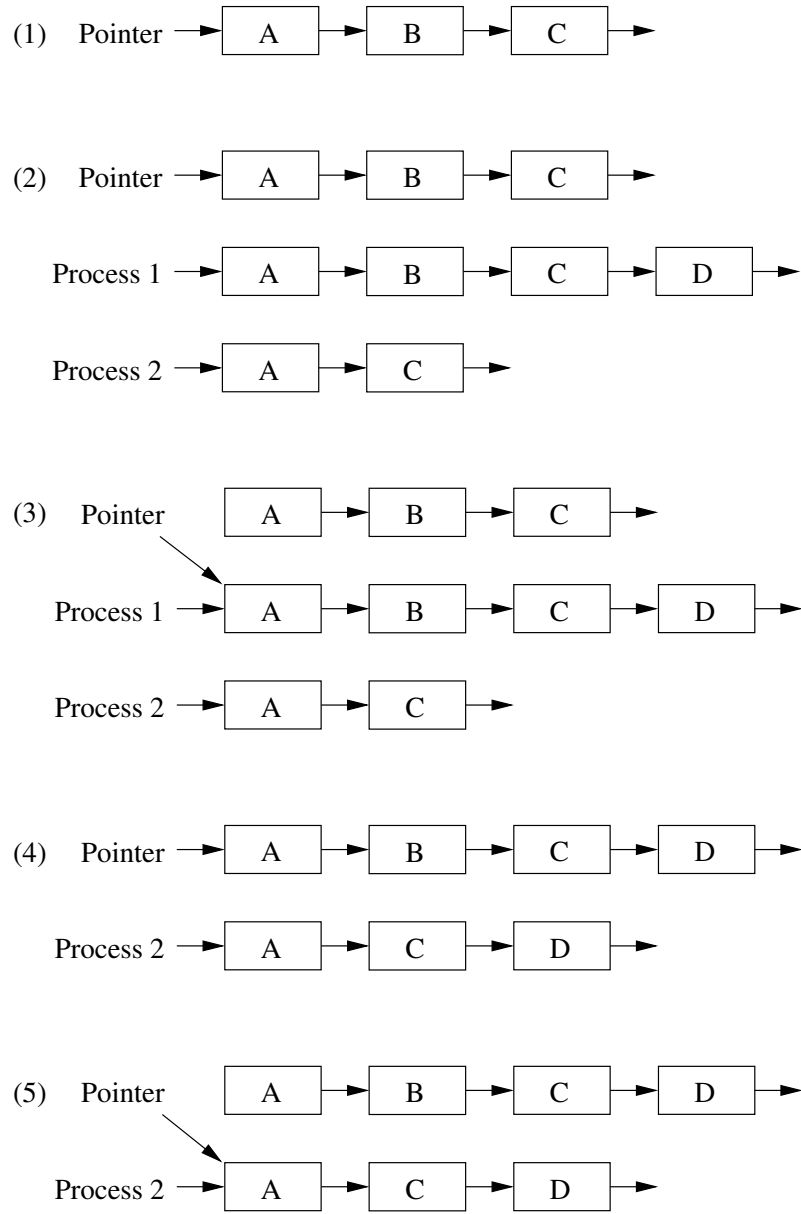 (1) Pointer A B C
(2) Pointer A B C
Process 1 A B C D
Process 2 A C
(3) Pointer A B C
Process 1 A B C D
Process 2 A C
(4) Pointer A B C D
Process 2 A C D
(5) Pointer A B C D
Process 2 A C D